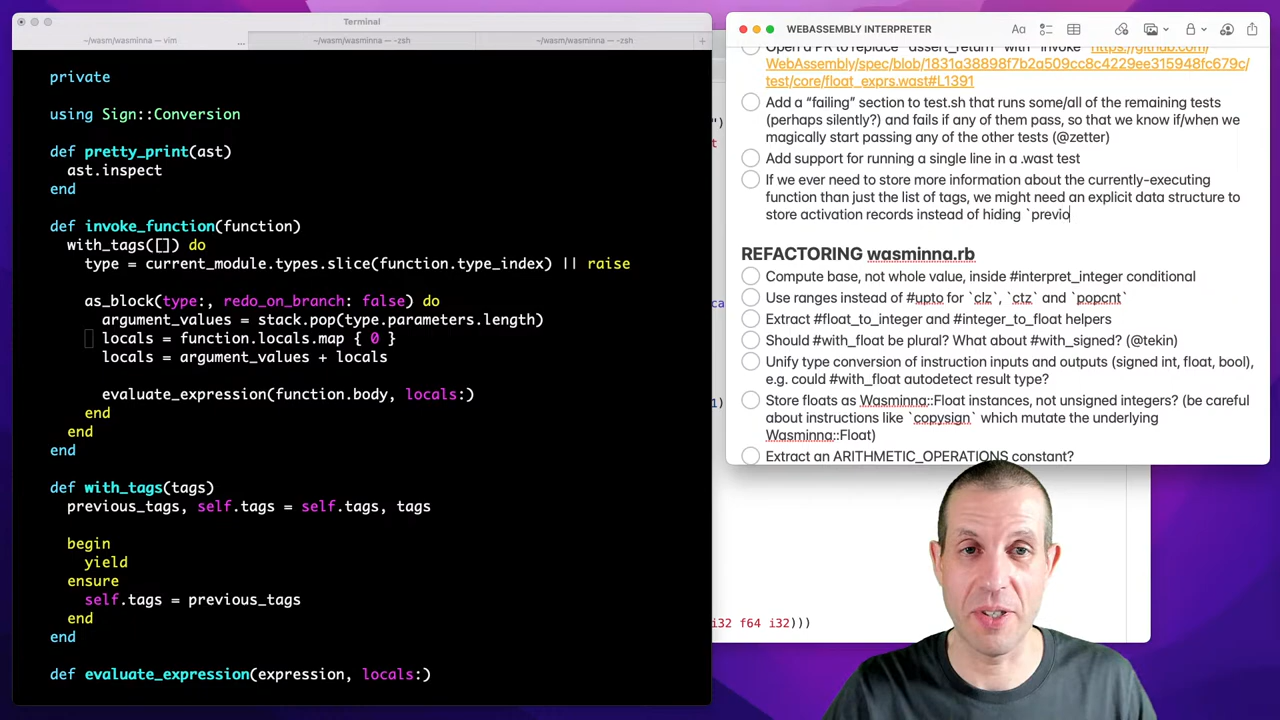 Terminal
~/wasm/wasminna — vim
...
~/wasm/wasminna — -zsh
~/wasm/wasminna — -zsh
+
private
using Sign::Conversion
def pretty_print(ast)
ast.inspect
end
def invoke_function(function)
with_tags([]) do
type = current_module.types.slice(function.type_index) || raise
as_block(type:, redo_on_branch: false) do
argument_values = stack.pop(type.parameters.length)
locals = function.locals.map { 0 }
locals = argument_values + locals
evaluate_expression(function.body, locals:)
end
end
end
def with_tags(tags)
previous_tags, self.tags = self.tags, tags
begin
yield
ensure
self.tags = previous_tags
end
end
def evaluate_expression(expression, locals:)
WEBASSEMBLY INTERPRETER
Aa
Open a PR to replace `assert_return` with `invoke` https://github.com/
WebAssembly/spec/blob/1831a38898f7b2a509cc8c4229ee315948fc679c/
test/core/float_exprs.wast#L1391
Add a “failing” section to test.sh that runs some/all of the remaining tests
(perhaps silently?) and fails if any of them pass, so that we know if/when we
magically start passing any of the other tests (@zetter)
Add support for running a single line in a .wast test
If we ever need to store more information about the currently-executing
function than just the list of tags, we might need an explicit data structure to
store activation records instead of hiding `previo
REFACTORING wasminna.rb
Compute base, not whole value, inside #interpret_integer conditional
Use ranges instead of #upto for `clz`, `ctz` and `popcnt`
Extract #float_to_integer and #integer_to_float helpers
Should #with_float be plural? What about #with_signed? (@tekin)
Unify type conversion of instruction inputs and outputs (signed int, float, bool),
e.g. could #with_float autodetect result type?
Store floats as Wasminna::Float instances, not unsigned integers? (be careful
about instructions like `copysign` which mutate the underlying
Wasminna::Float)
Extract an ARITHMETIC_OPERATIONS constant?
")
t
ca
1)
i32 f64 i32)))